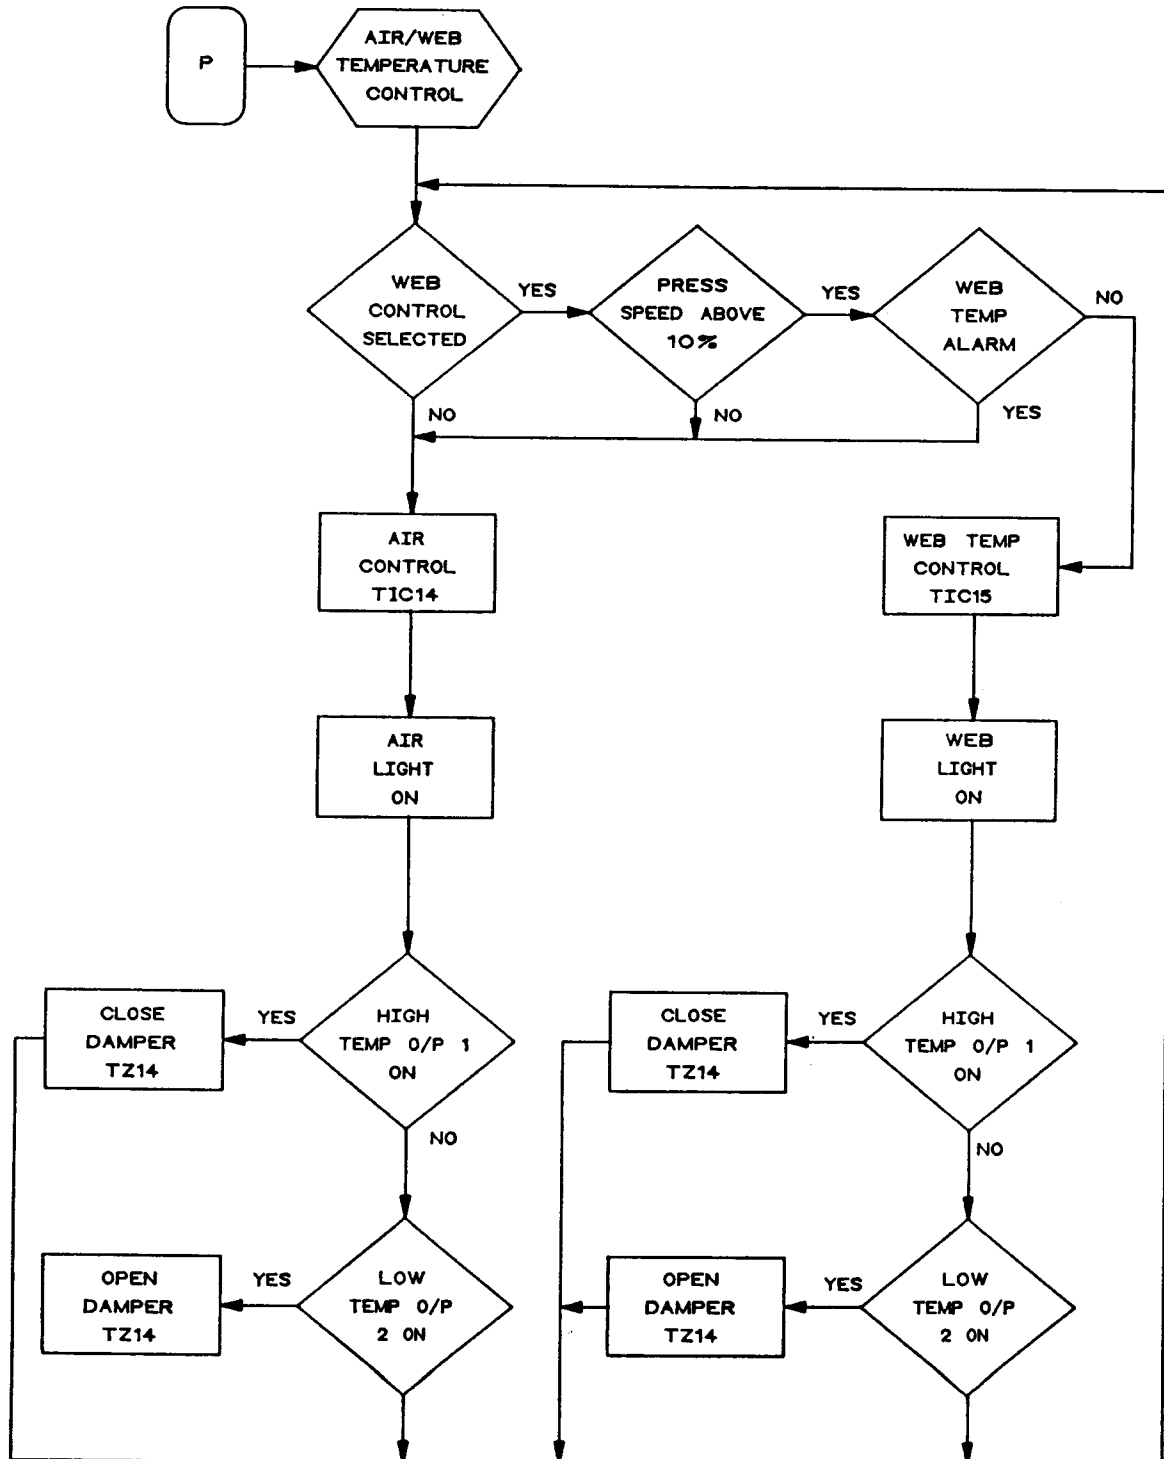 P
AIR/WEB
TEMPERATURE
CONTROL
WEB
CONTROL
SELECTED
YES
NO
PRESS
SPEED ABOVE
10%
YES
NO
WEB
TEMP
ALARM
NO
YES
AIR
CONTROL
TIC14
WEB TEMP
CONTROL
TIC15
AIR
LIGHT
ON
WEB
LIGHT
ON
CLOSE
DAMPER
TZ14
YES
HIGH
TEMP O/P 1
ON
NO
CLOSE
DAMPER
TZ14
YES
HIGH
TEMP O/P 1
ON
NO
OPEN
DAMPER
TZ14
YES
LOW
TEMP O/P
2 ON
OPEN
DAMPER
TZ14
YES
LOW
TEMP O/P
2 ON